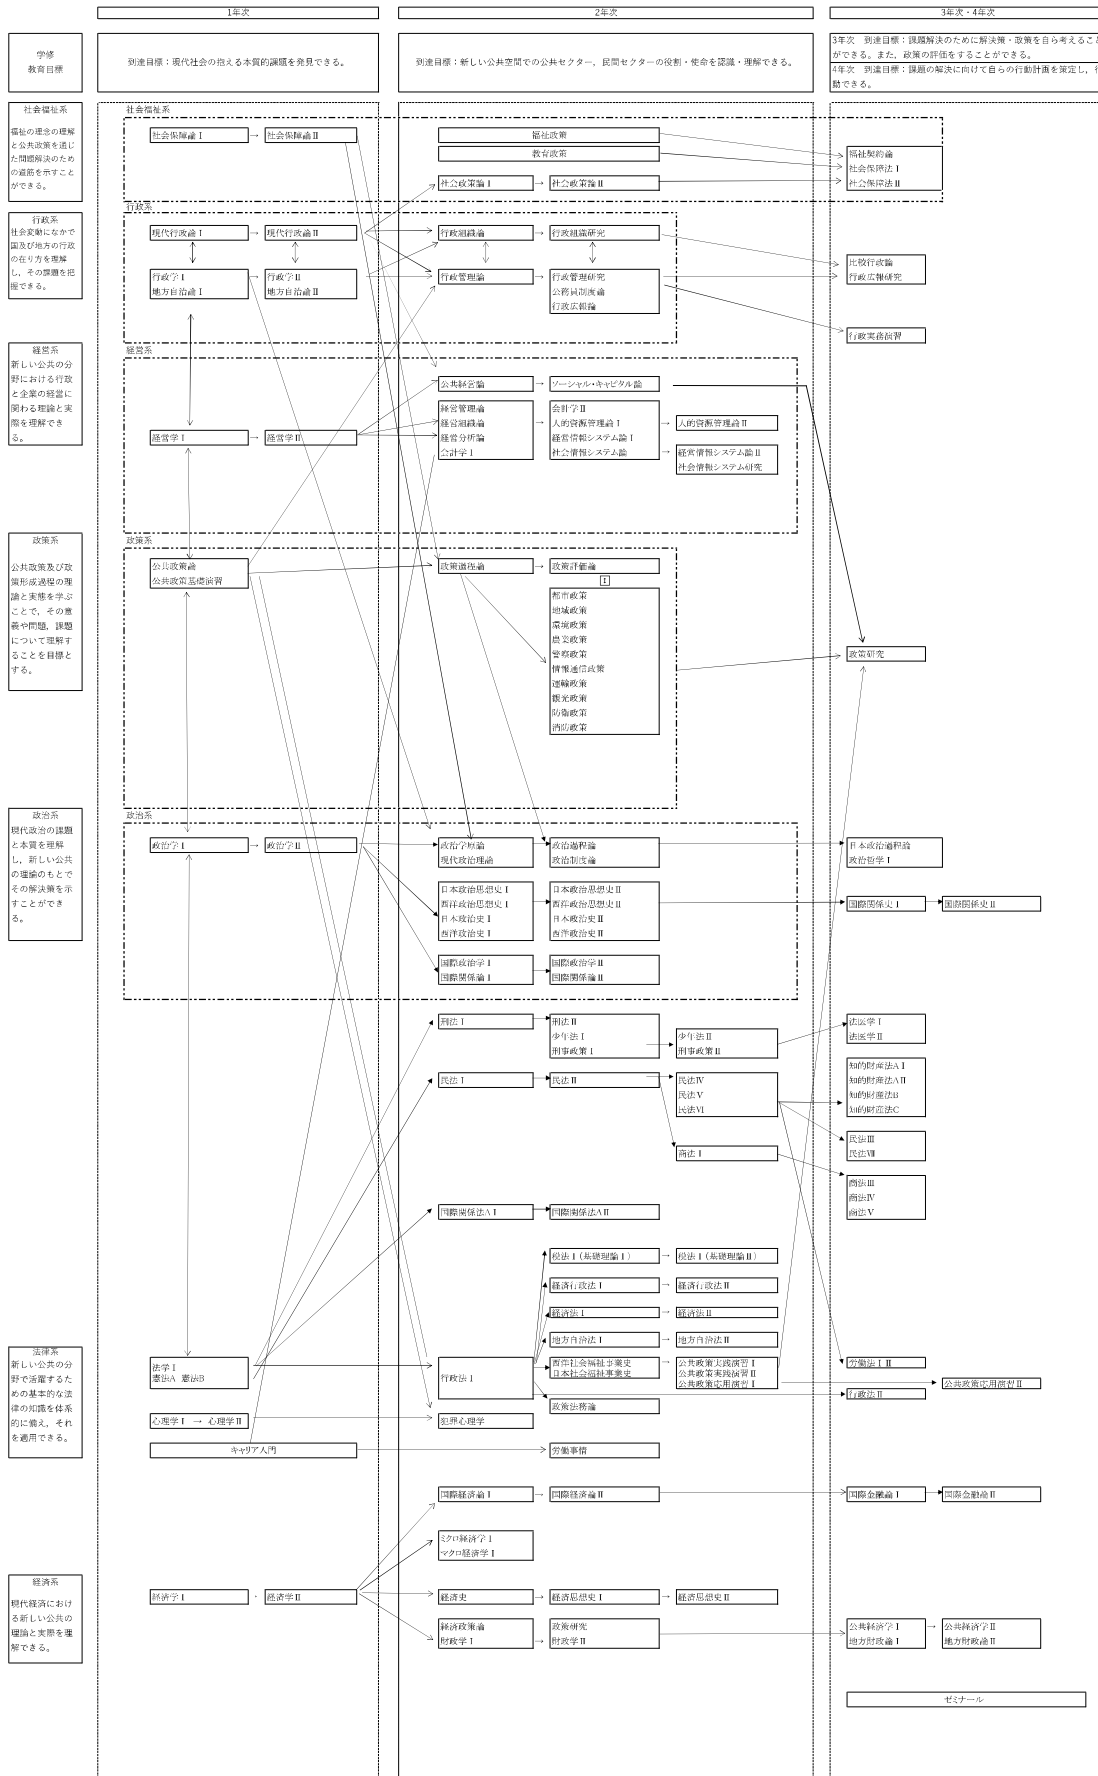 1年次
2年次
3年次・4年次
学修
教育目標
到達目標：現代社会の抱える本質的課題を発見できる。
到達目標：新しい公共空間での公共セクター，民間セクターの役割・使命を認識・理解できる。
3年次　到達目標：課題解決のために解決策・政策を自ら考えること
ができる。また，政策の評価をすることができる。
4年次　到達目標：課題の解決に向けて自らの行動計画を策定し，行
動できる。
社会福祉系
福祉の理念の理解
と公共政策を通じ
た問題解決のため
の道筋を示すこと
ができる。
社会福祉系
社会保障論Ⅰ
→
社会保障論Ⅱ
福祉政策
教育政策
社会政策論Ⅰ
→
社会政策論Ⅱ
福祉契約論
社会保障法Ⅰ
社会保障法Ⅱ
行政系
社会変動になかで
国及び地方の行政
の在り方を理解
し，その課題を把
握できる。
行政系
現代行政論Ⅰ
→
現代行政論Ⅱ
行政組織論
→
行政組織研究
行政学Ⅰ
地方自治論Ⅰ
→
行政学Ⅱ
地方自治論Ⅱ
行政管理論
→
行政管理研究
公務員制度論
行政広報論
比較行政論
行政広報研究
行政実務演習
経営系
新しい公共の分
野における行政
と企業の経営に
関わる理論と実
際を理解でき
る。
経営系
公共経営論
→
ソーシャル・キャピタル論
経営学Ⅰ
→
経営学Ⅱ
経営管理論
経営組織論
経営分析論
会計学Ⅰ
→
会計学Ⅱ
人的資源管理論Ⅰ
経営情報システム論Ⅰ
社会情報システム論
→
人的資源管理論Ⅱ
→
経営情報システム論Ⅱ
社会情報システム研究
政策系
公共政策及び政
策形成過程の理
論と実態を学ぶ
ことで，その意
義や問題，課題
について理解す
ることを目標と
する。
政策系
公共政策論
公共政策基礎演習
政策過程論
→
政策評価論
都市政策
地域政策
環境政策
農業政策
警察政策
情報通信政策
運輸政策
観光政策
防衛政策
消防政策
政策研究
政治系
現代政治の課題
と本質を理解
し，新しい公共
の理論のもとで
その解決策を示
すことができ
る。
政治系
政治学Ⅰ
→
政治学Ⅱ
政治学原論
現代政治理論
→
政治過程論
政治制度論
日本政治過程論
政治哲学Ⅰ
日本政治思想史Ⅰ
西洋政治思想史Ⅰ
日本政治史Ⅰ
西洋政治史Ⅰ
日本政治思想史Ⅱ
西洋政治思想史Ⅱ
日本政治史Ⅱ
西洋政治史Ⅱ
国際関係史Ⅰ
国際関係史Ⅱ
国際政治学Ⅰ
国際関係論Ⅰ
国際政治学Ⅱ
国際関係論Ⅱ
刑法Ⅰ
刑法Ⅱ
少年法Ⅰ
刑事政策Ⅰ
少年法Ⅱ
刑事政策Ⅱ
法医学Ⅰ
法医学Ⅱ
民法Ⅰ
民法Ⅱ
民法Ⅳ
民法Ⅴ
民法Ⅵ
知的財産法AⅠ
知的財産法AⅡ
知的財産法B
知的財産法C
民法Ⅲ
民法Ⅶ
商法Ⅰ
商法Ⅲ
商法Ⅳ
商法Ⅴ
国際関係法AⅠ
国際関係法AⅡ
税法Ⅰ（基礎理論Ⅰ）
→
税法Ⅰ（基礎理論Ⅱ）
経済行政法Ⅰ
→
経済行政法Ⅱ
経済法Ⅰ
→
経済法Ⅱ
地方自治法Ⅰ
→
地方自治法Ⅱ
法律系
新しい公共の分
野で活躍するた
めの基本的な法
律の知識を体系
的に備え，それ
を適用できる。
法学Ⅰ
憲法A　憲法B
行政法Ⅰ
西洋社会福祉事業史
日本社会福祉事業史
→
公共政策実践演習Ⅰ
公共政策実践演習Ⅱ
公共政策応用演習Ⅰ
労働法ⅠⅡ
公共政策応用演習Ⅱ
行政法Ⅱ
政策法務論
心理学Ⅰ　→　心理学Ⅱ
犯罪心理学
キャリア入門
労働事情
国際経済論Ⅰ
→
国際経済論Ⅱ
国際金融論Ⅰ
国際金融論Ⅱ
ミクロ経済学Ⅰ
マクロ経済学Ⅰ
経済系
現代経済におけ
る新しい公共の
理論と実際を理
解できる。
経済学Ⅰ
経済学Ⅱ
経済史
→
経済思想史Ⅰ
→
経済思想史Ⅱ
経済政策論
財政学Ⅰ
→
政策研究
財政学Ⅱ
公共経済学Ⅰ
地方財政論Ⅰ
→
公共経済学Ⅱ
地方財政論Ⅱ
ゼミナール